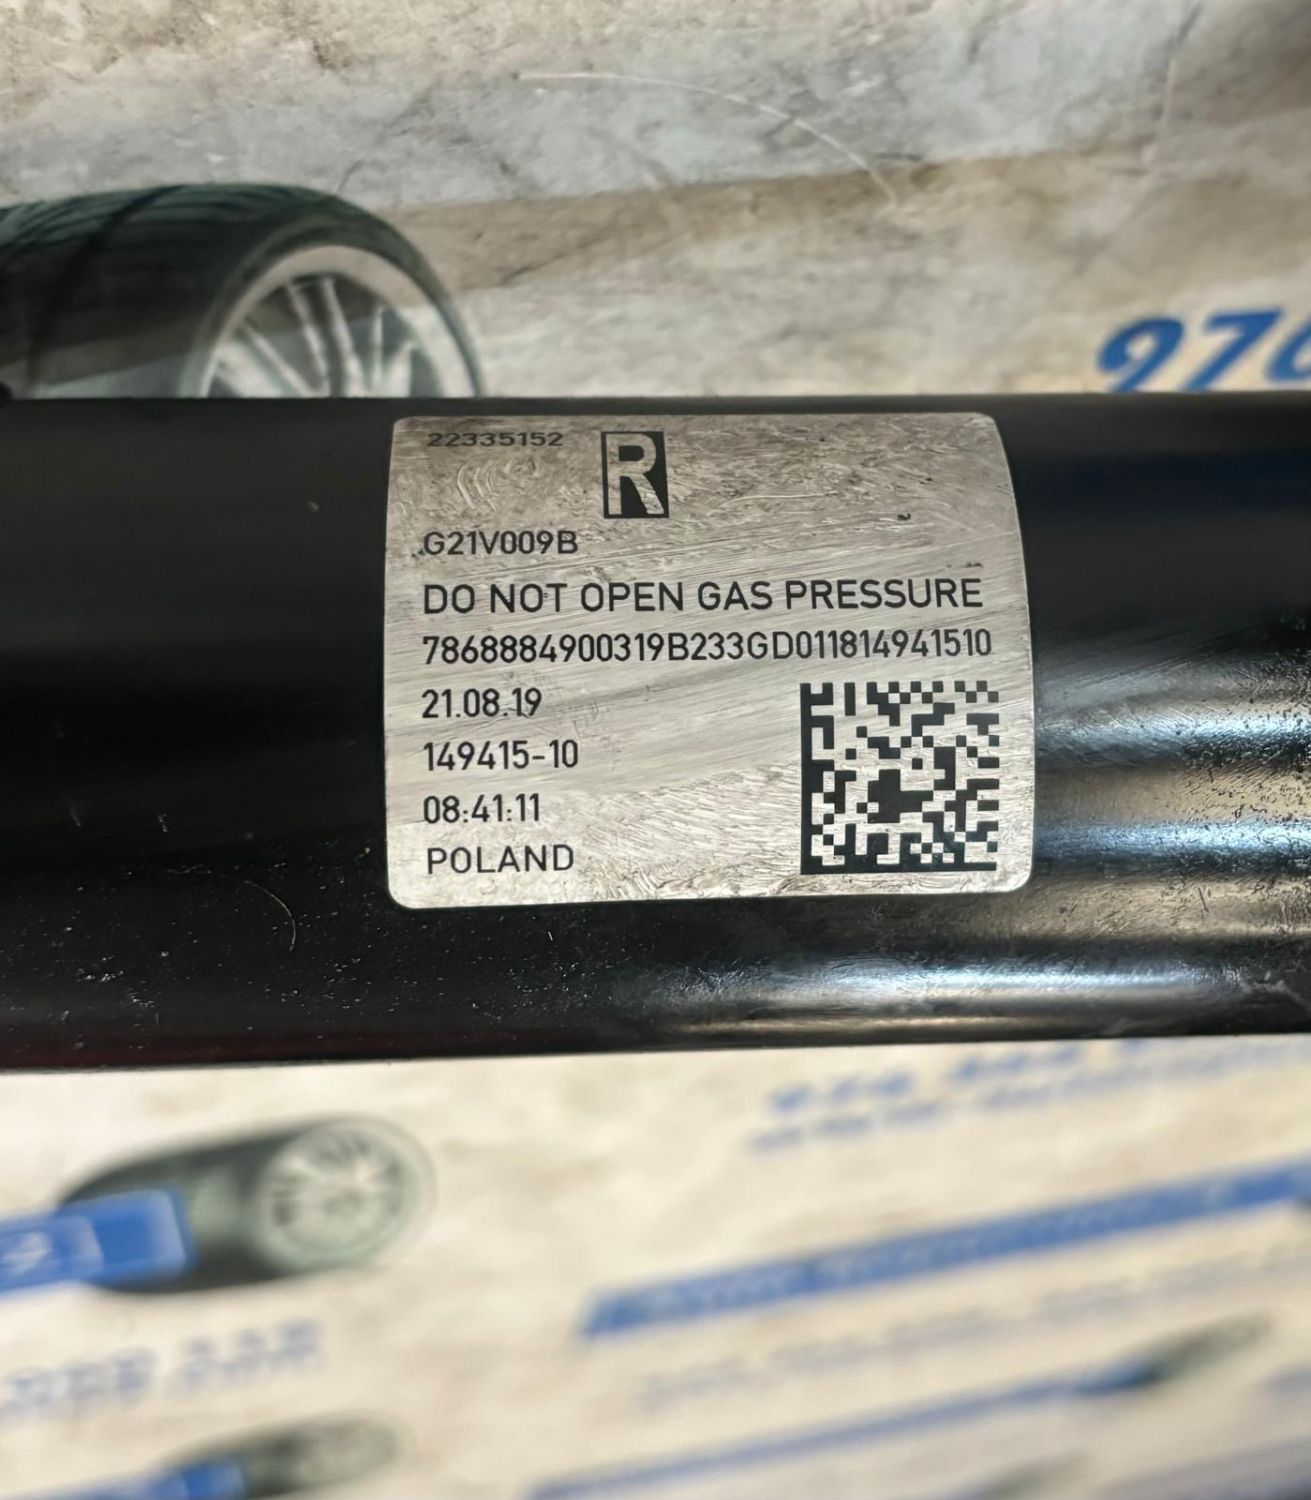 22335152
R
G21V009B
DO NOT OPEN GAS PRESSURE
7868884900319B233GD011814941510
21.08.19
149415-10
08:41:11
POLAND